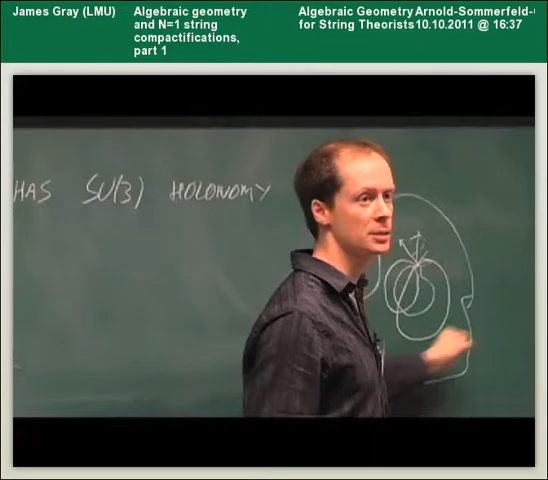 James Gray (LMU)
Algebraic geometry
and N=1 string
compactifications,
part 1
Algebraic Geometry
for String Theorists
Arnold-Sommerfeld-
10.10.2011 @ 16:37
HAS SU(3) HOLONOMY